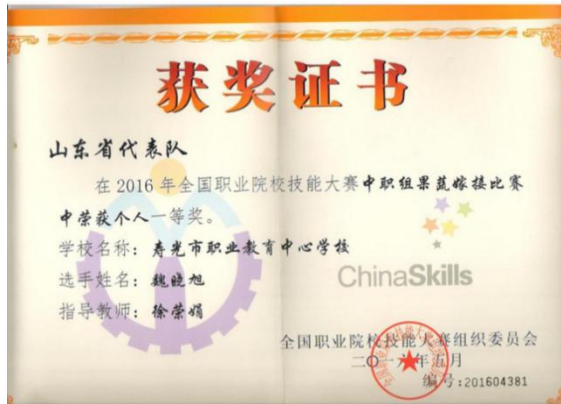 获奖证书
山东省代表队
在 2016 年全国职业院校技能大赛中职组果蔬嫁接比赛
中荣获个人一等奖。
学校名称：寿光市职业教育中心学校
选手姓名：魏晓旭
指导教师：徐荣娟
ChinaSkills
全国职业院校技能大赛组织委员会
二〇一六年五月
编号:201604381